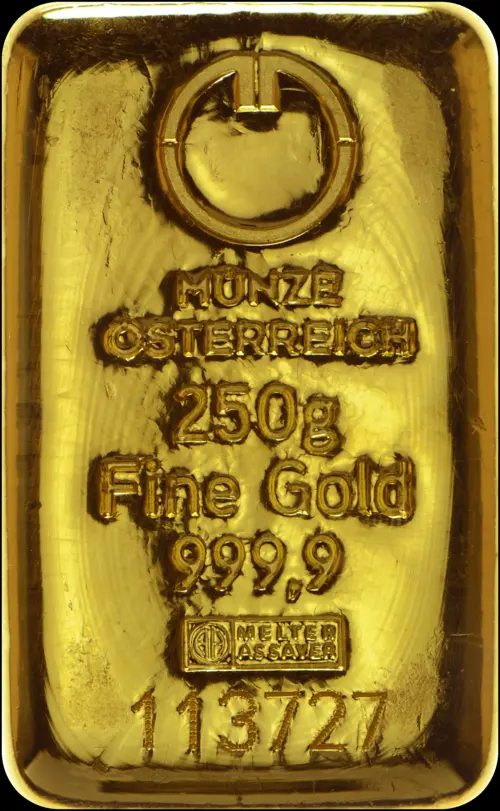 MÜNZE
ÖSTERREICH
250g
Fine Gold
999,9
MELTER
ASSAYER
113727